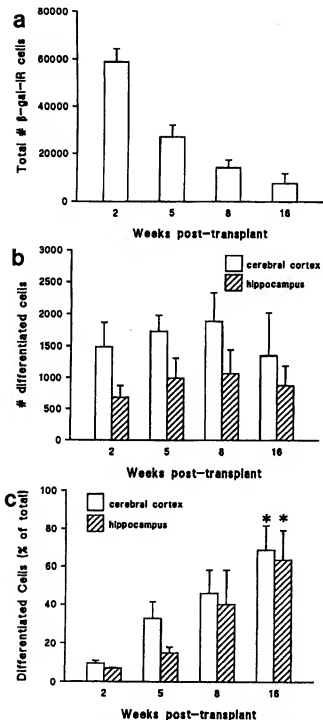 a
Total # β-gal-IR cells
80000
60000
40000
20000
0
2 5 8 16
Weeks post-transplant
b
cerebral cortex
hippocampus
# differentiated cells
3500
3000
2500
2000
1500
1000
500
0
2 5 8 16
Weeks post-transplant
C
cerebral cortex
hippocampus
Differentiated Cells (% of total)
100
80
60
40
20
0
* *
2 5 8 16
Weeks post-transplant